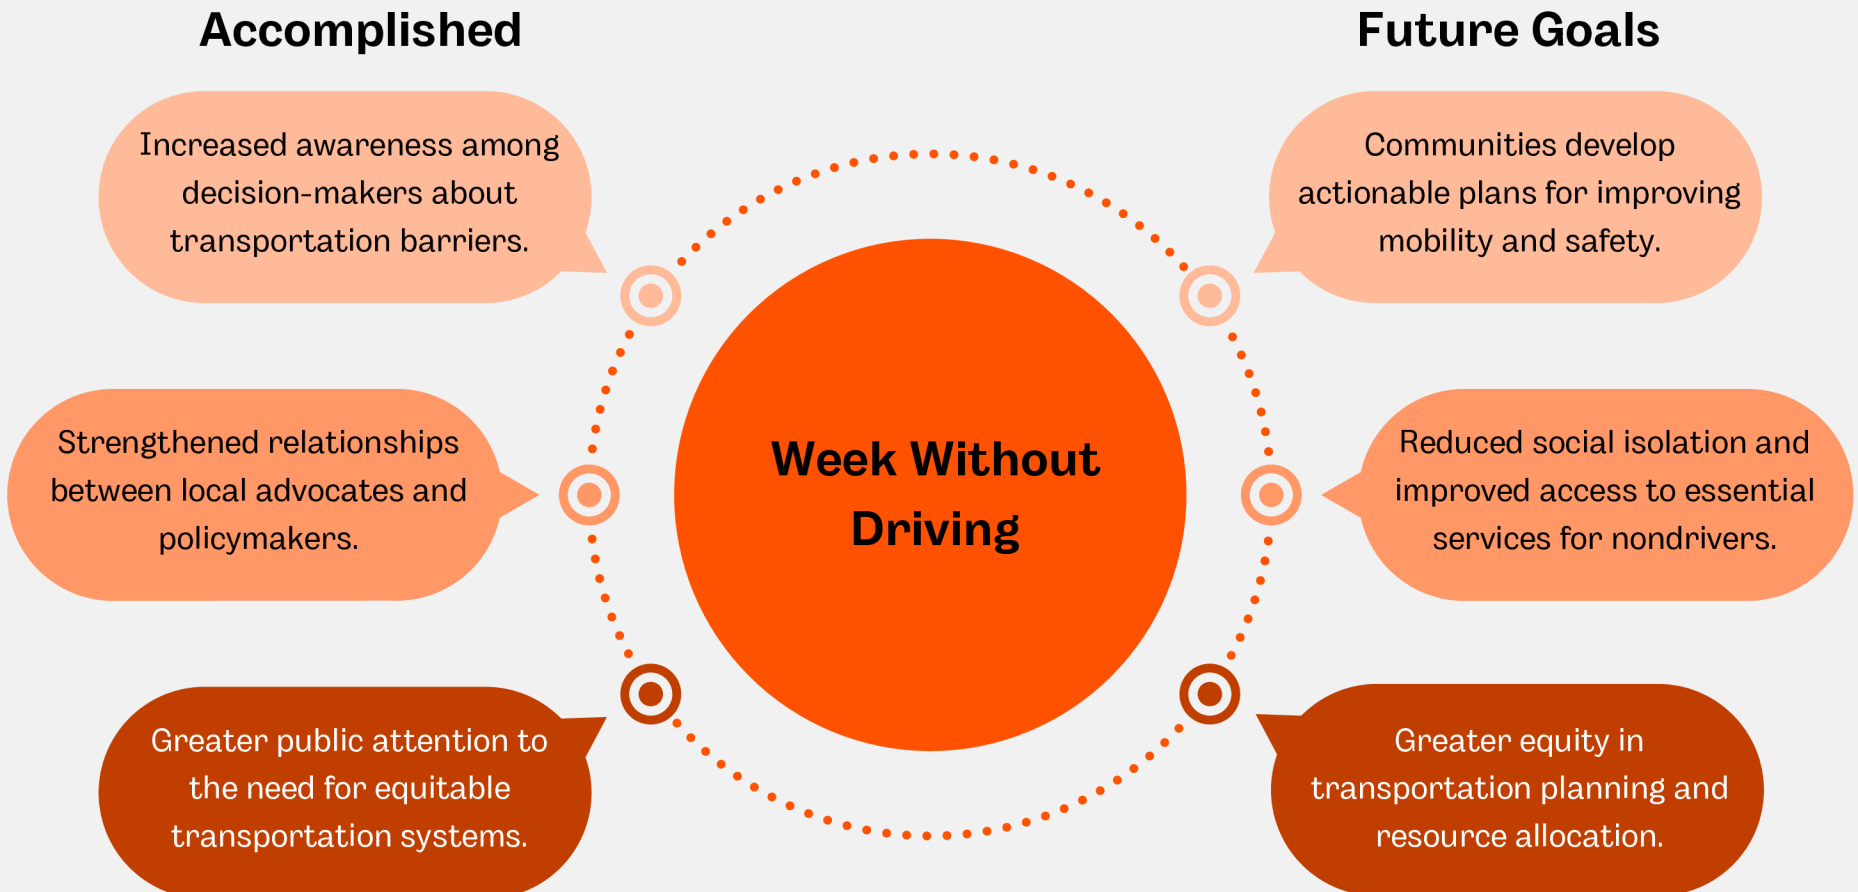 Accomplished
Increased awareness among
decision-makers about
transportation barriers.
Strengthened relationships
between local advocates and
policymakers.
Greater public attention to
the need for equitable
transportation systems.
Week Without
Driving
Future Goals
Communities develop
actionable plans for improving
mobility and safety.
Reduced social isolation and
improved access to essential
services for nondrivers.
Greater equity in
transportation planning and
resource allocation.